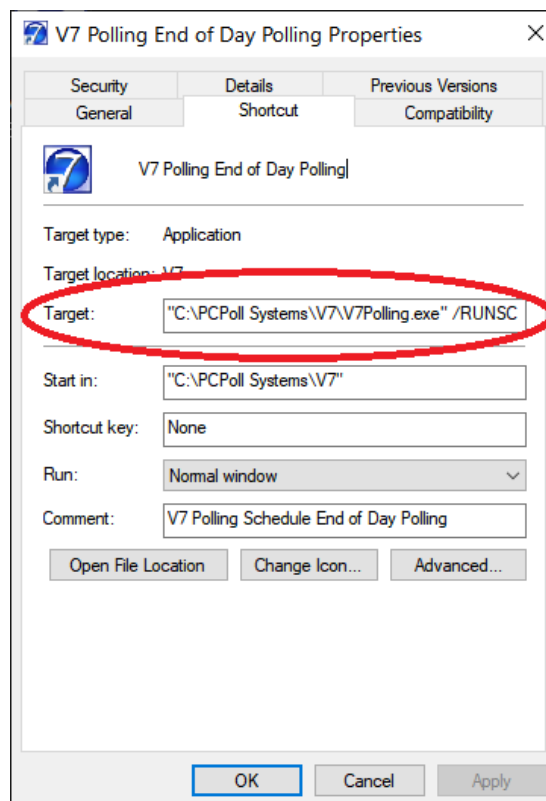 V7 Polling End of Day Polling Properties
Security Details Previous Versions
General Shortcut Compatibility
7 V7 Polling End of Day Polling
Target type: Application
Target location: V7
Target: "C:\PCPoll Systems\V7\V7Polling.exe" /RUNSC
Start in: "C:\PCPoll Systems\V7"
Shortcut key: None
Run: Normal window
Comment: V7 Polling Schedule End of Day Polling
Open File Location Change Icon... Advanced...
OK Cancel Apply